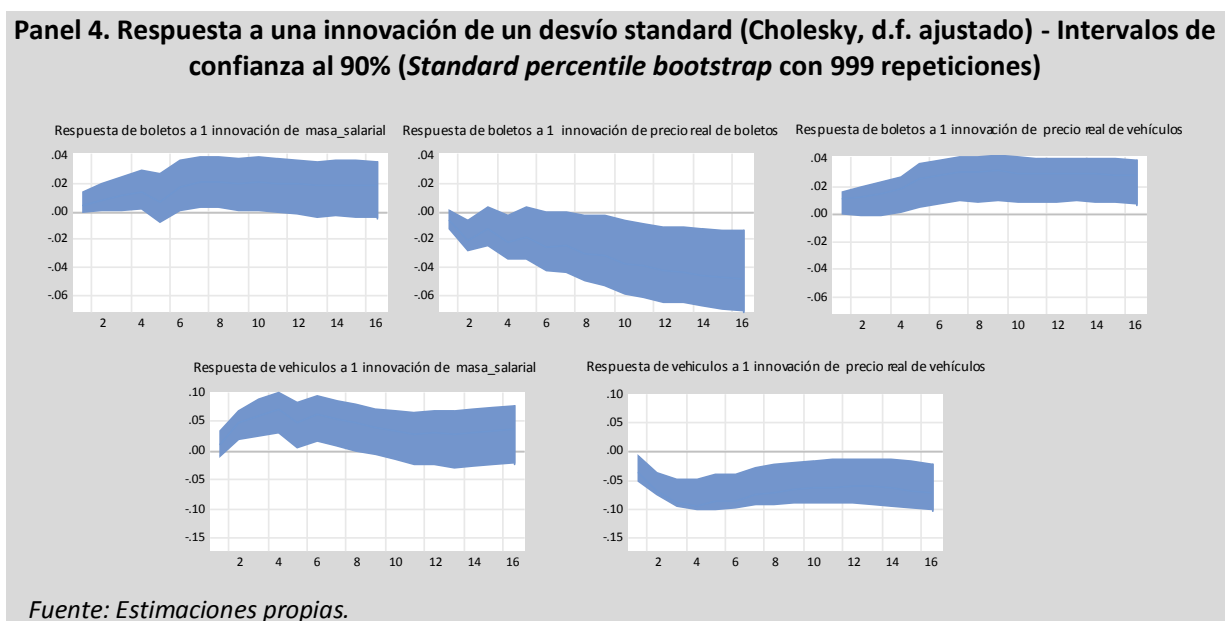 Panel 4. Respuesta a una innovación de un desvío standard (Cholesky, d.f. ajustado) - Intervalos de
confianza al 90% (Standard percentile bootstrap con 999 repeticiones)
Respuesta de boletos a 1 innovación de masa_salarial
.04
.02
.00
-.02
-.04
-.06
2 4 6 8 10 12 14 16
Respuesta de boletos a 1 innovación de precio real de boletos
.04
.02
.00
-.02
-.04
-.06
2 4 6 8 10 12 14 16
Respuesta de boletos a 1 innovación de precio real de vehículos
.04
.02
.00
-.02
-.04
-.06
2 4 6 8 10 12 14 16
Respuesta de vehiculos a 1 innovación de masa_salarial
.10
.05
.00
-.05
-.10
-.15
2 4 6 8 10 12 14 16
Respuesta de vehiculos a 1 innovación de precio real de vehículos
.10
.05
.00
-.05
-.10
-.15
2 4 6 8 10 12 14 16
Fuente: Estimaciones propias.